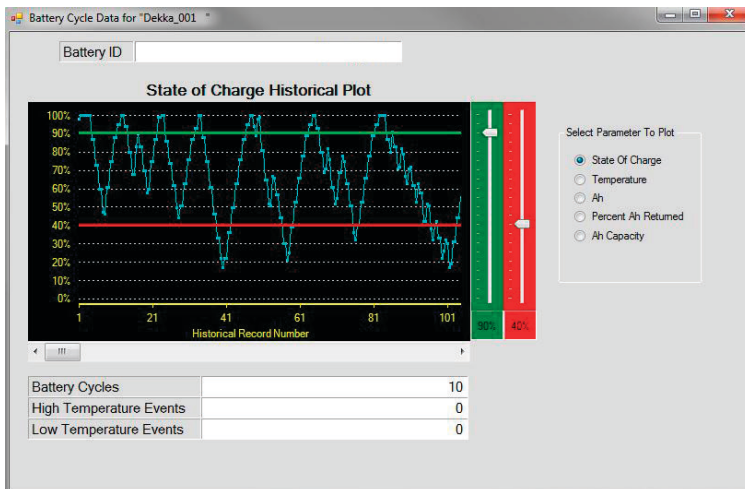 Battery Cycle Data for "Dekka_001 "
Battery ID
State of Charge Historical Plot
100%
90%
80%
70%
60%
50%
40%
30%
20%
10%
0%
1 21 41 61 81 101
Historical Record Number
90% 40%
Select Parameter To Plot
State Of Charge
Temperature
Ah
Percent Ah Returned
Ah Capacity
Battery Cycles 10
High Temperature Events 0
Low Temperature Events 0